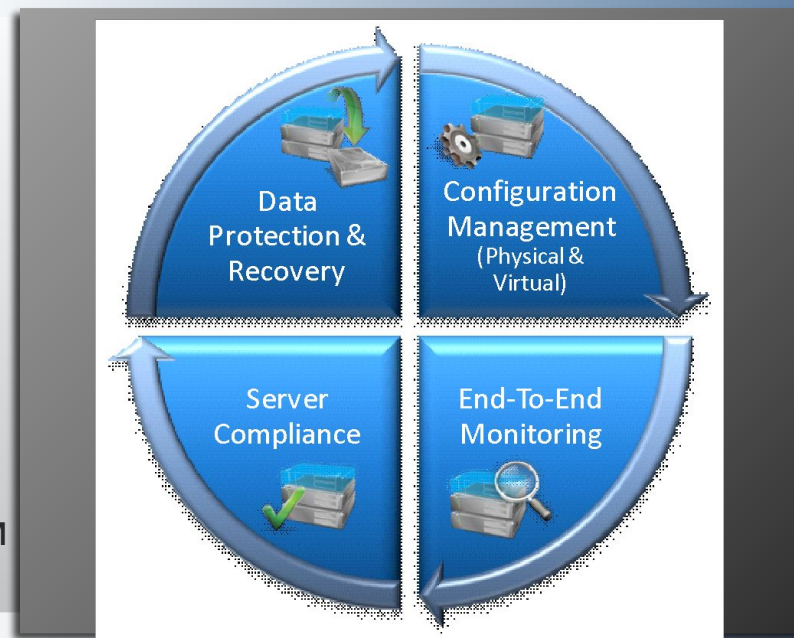 Data
Protection &
Recovery
Configuration
Management
(Physical &
Virtual)
Server
Compliance
End-To-End
Monitoring